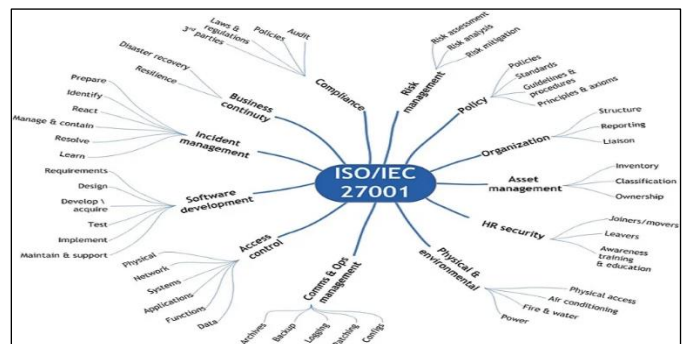 ISO/IEC
27001
Risk
management
Risk assessment
Risk analysis
Risk mitigation
Policy
Policies
Standards
Guidelines &
procedures
Principles & axioms
Organization
Structure
Reporting
Liaison
Asset
management
Inventory
Classification
Ownership
HR security
Joiners/movers
Leavers
Awareness
training
& education
Physical &
environmental
Physical access
Air conditioning
Fire & water
Power
Comms & Ops
management
Configs
Patching
Logging
Backup
Archives
Access
control
Physical
Network
Systems
Applications
Functions
Data
Software
development
Requirements
Design
Develop \
acquire
Test
Implement
Maintain & support
Incident
management
Prepare
Identify
React
Manage & contain
Resolve
Learn
Business
continuty
Disaster recovery
Resilience
Compliance
Laws &
regulations
3rd parties
Policies
Audit